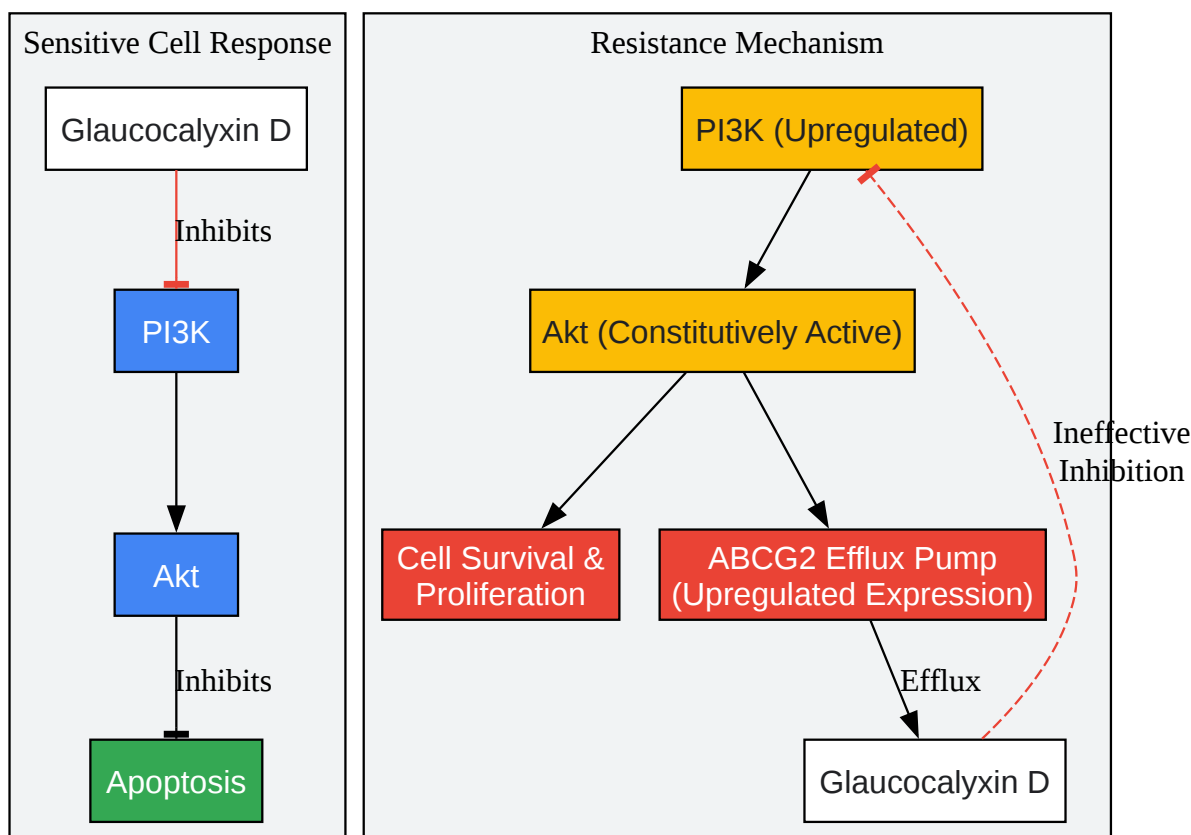 Sensitive Cell Response
Glaucocalyxin D
Inhibits
PI3K
Akt
Inhibits
Apoptosis
Resistance Mechanism
PI3K (Upregulated)
Akt (Constitutively Active)
Ineffective
Inhibition
Cell Survival &
Proliferation
ABCG2 Efflux Pump
(Upregulated Expression)
Efflux
Glaucocalyxin D